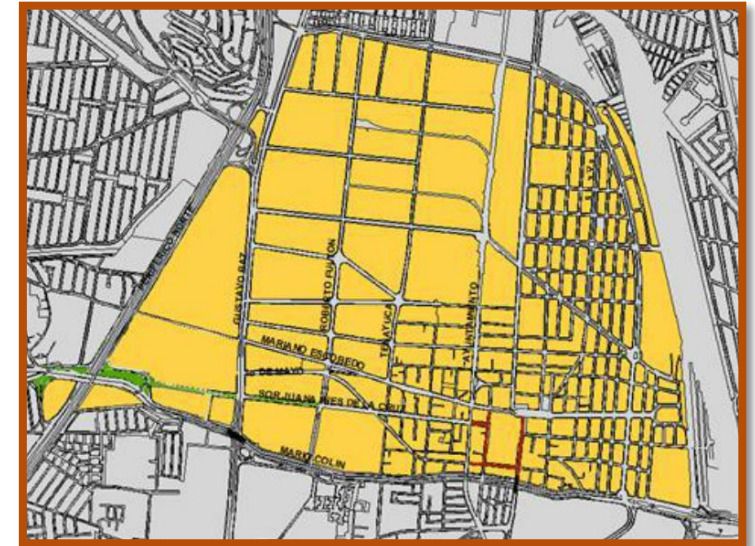 PERIFERICO NORTE
GUSTAVO BAZ
ROBERTO FULTON
TENAYUCA
AYUNTAMIENTO
MARIANO ESCOBEDO
DE MAYO
SOR JUANA INES DE LA CRUZ
MARIO COLIN